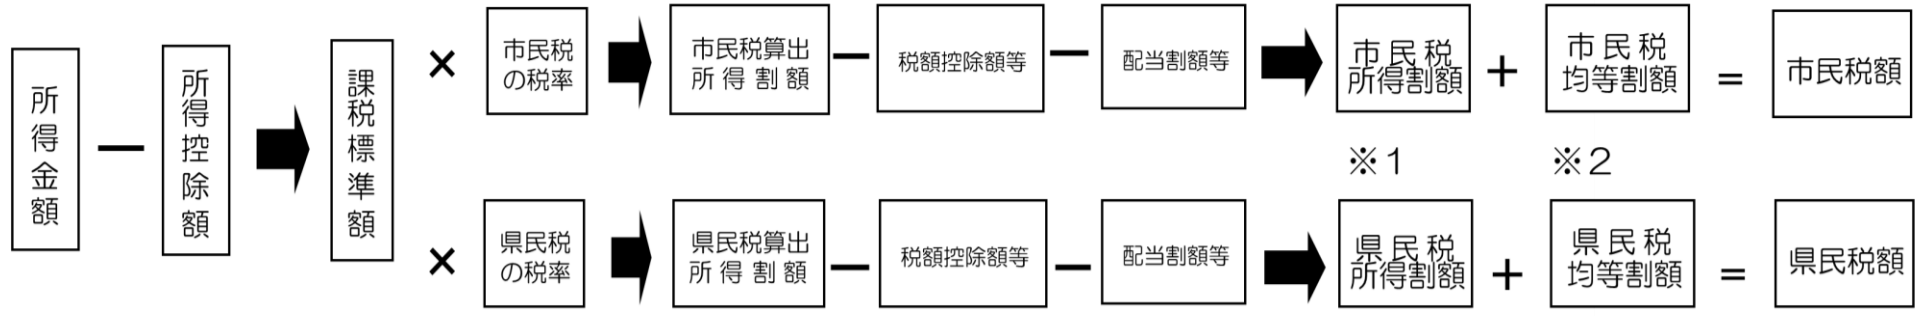 所得金額
－
所得控除額
課税標準額
×
市民税
の税率
市民税算出
所得割額
－
税額控除額等
－
配当割額等
市民税
所得割額
＋
市民税
均等割額
＝
市民税額
※1
※2
×
県民税
の税率
県民税算出
所得割額
－
税額控除額等
－
配当割額等
県民税
所得割額
＋
県民税
均等割額
＝
県民税額